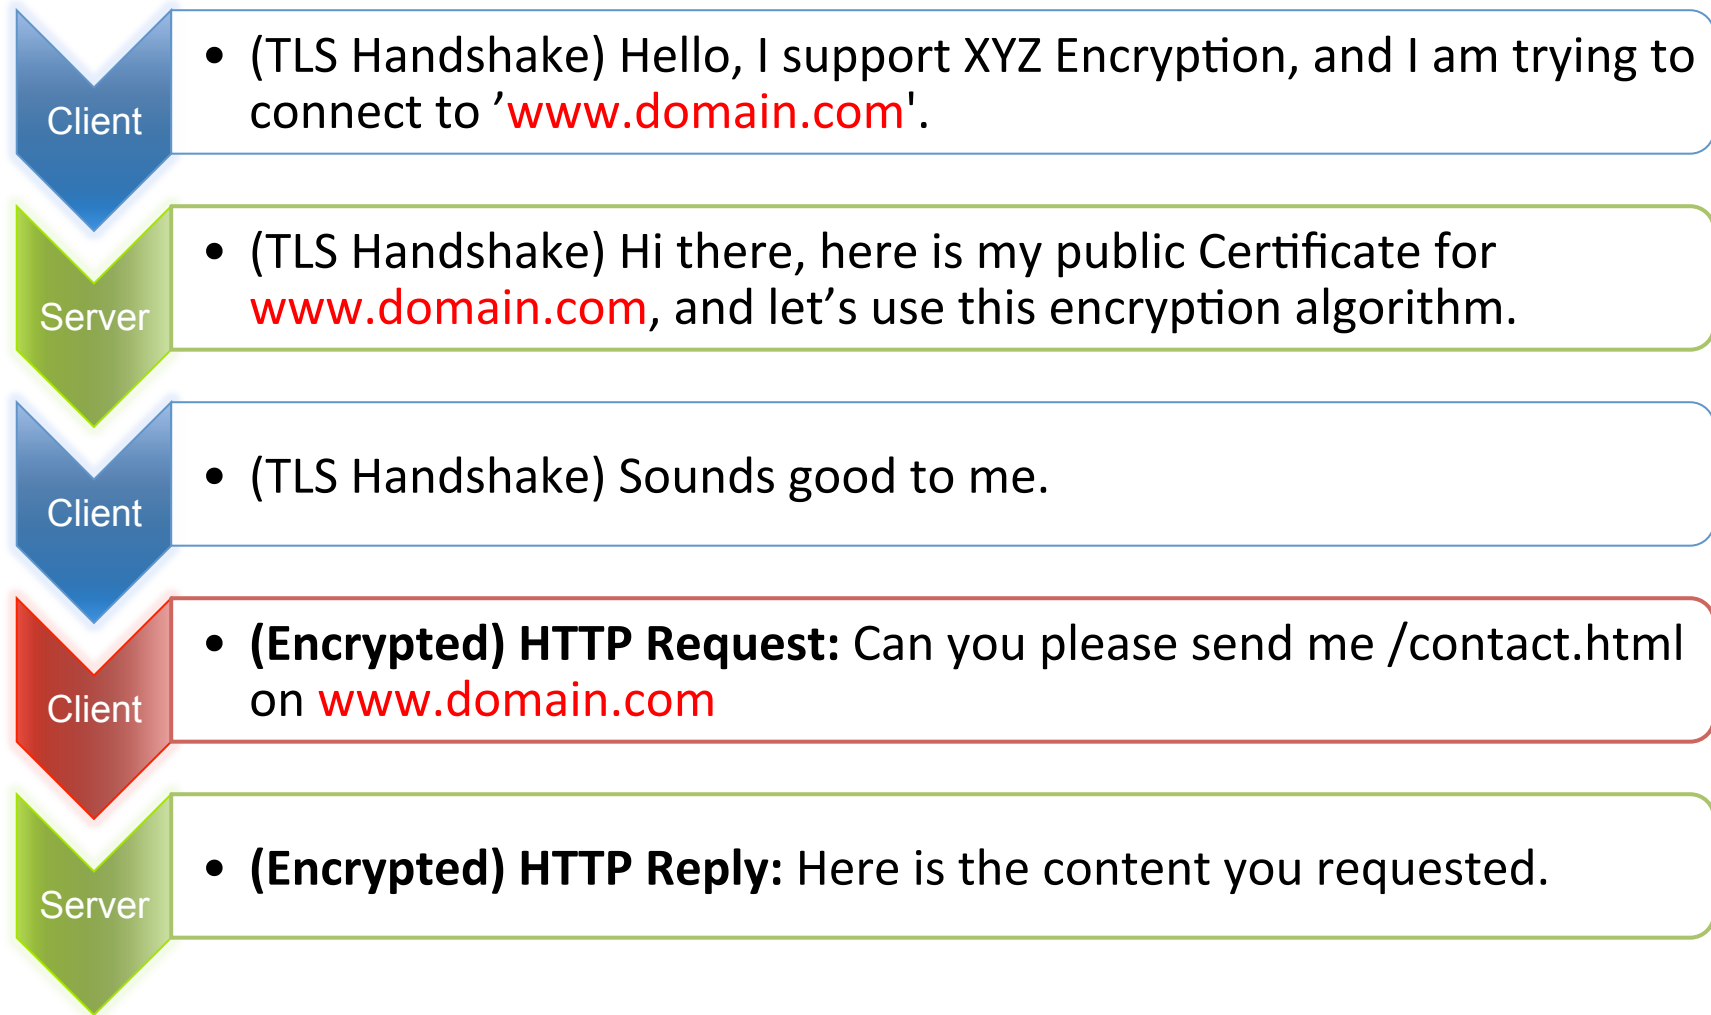 Client
• (TLS Handshake) Hello, I support XYZ Encryption, and I am trying to
connect to ’www.domain.com'.
Server
• (TLS Handshake) Hi there, here is my public Certificate for
www.domain.com, and let’s use this encryption algorithm.
Client
• (TLS Handshake) Sounds good to me.
Client
• (Encrypted) HTTP Request: Can you please send me /contact.html
on www.domain.com
Server
• (Encrypted) HTTP Reply: Here is the content you requested.